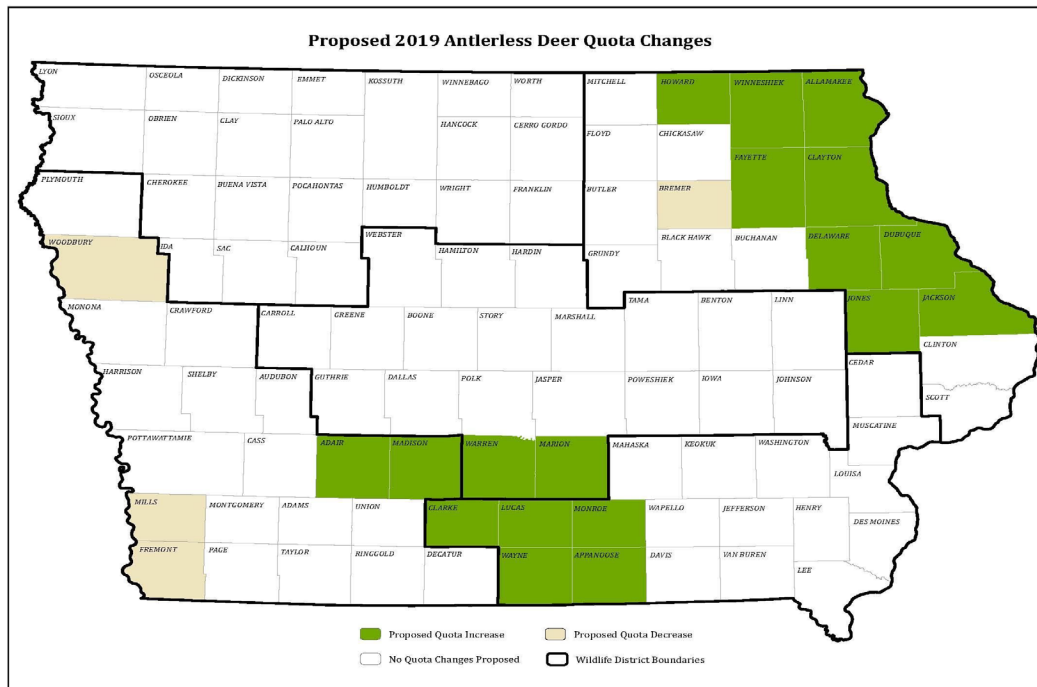 Proposed 2019 Antlerless Deer Quota Changes
LYON
OSCEOLA
DICKINSON
EMMET
KOSSUTH
WINNEBAGO
WORTH
MITCHELL
HOWARD
WINNESHIEK
ALLAMAKEE
SIOUX
OBRIEN
CLAY
PALO ALTO
HANCOCK
CERRO GORDO
FLOYD
CHICKASAW
FAYETTE
CLAYTON
PLYMOUTH
CHEROKEE
BUENA VISTA
POCAHONTAS
HUMBOLDT
WRIGHT
FRANKLIN
BUTLER
BREMER
WOODBURY
IDA
SAC
CALHOUN
WEBSTER
HAMILTON
HARDIN
GRUNDY
BLACK HAWK
BUCHANAN
DELAWARE
DUBUQUE
MONONA
CRAWFORD
CARROLL
GREENE
BOONE
STORY
MARSHALL
TAMA
BENTON
LINN
JONES
JACKSON
CLINTON
HARRISON
SHELBY
AUDUBON
GUTHRIE
DALLAS
POLK
JASPER
POWESHIEK
IOWA
JOHNSON
CEDAR
SCOTT
MUSCATINE
POTTAWATTAMIE
CASS
ADAIR
MADISON
WARREN
MARION
MAHASKA
KEOKUK
WASHINGTON
LOUISA
MILLS
MONTGOMERY
ADAMS
UNION
CLARKE
LUCAS
MONROE
WAPELLO
JEFFERSON
HENRY
DES MOINES
FREMONT
PAGE
TAYLOR
RINGGOLD
DECATUR
WAYNE
APPANOOSE
DAVIS
VAN BUREN
LEE
Proposed Quota Increase
Proposed Quota Decrease
No Quota Changes Proposed
Wildlife District Boundaries